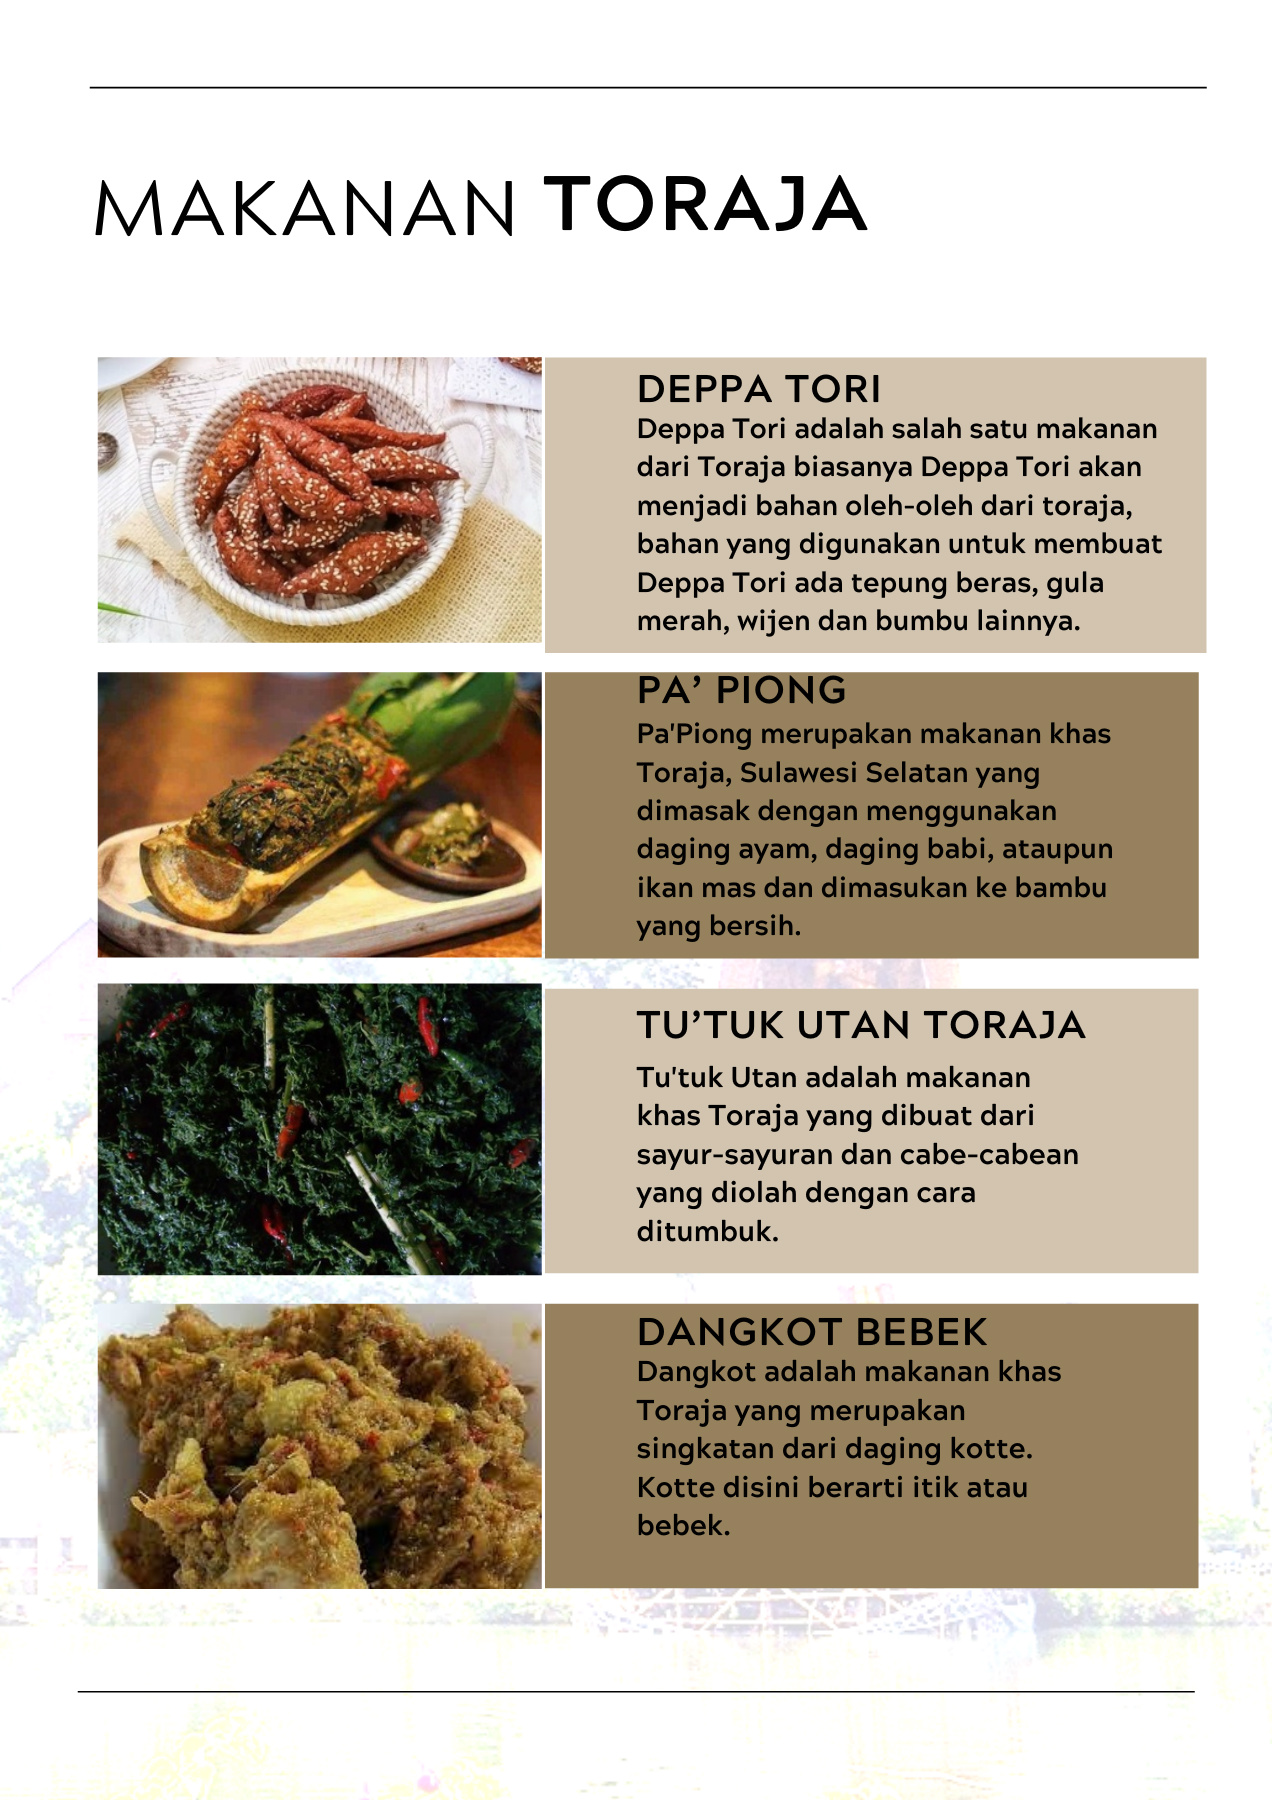 MAKANAN TORAJA
DEPPA TORI
Deppa Tori adalah salah satu makanan
dari Toraja biasanya Deppa Tori akan
menjadi bahan oleh-oleh dari toraja,
bahan yang digunakan untuk membuat
Deppa Tori ada tepung beras, gula
merah, wijen dan bumbu lainnya.
PA’ PIONG
Pa'Piong merupakan makanan khas
Toraja, Sulawesi Selatan yang
dimasak dengan menggunakan
daging ayam, daging babi, ataupun
ikan mas dan dimasukan ke bambu
yang bersih.
TU’TUK UTAN TORAJA
Tu'tuk Utan adalah makanan
khas Toraja yang dibuat dari
sayur-sayuran dan cabe-cabean
yang diolah dengan cara
ditumbuk.
DANGKOT BEBEK
Dangkot adalah makanan khas
Toraja yang merupakan
singkatan dari daging kotte.
Kotte disini berarti itik atau
bebek.